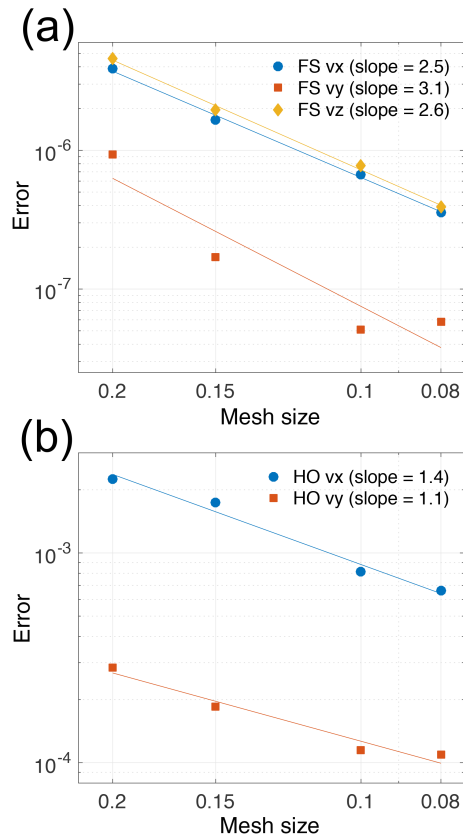 (a)
FS vx (slope = 2.5)
FS vy (slope = 3.1)
FS vz (slope = 2.6)
10^-6
10^-7
Error
0.2 0.15 0.1 0.08
Mesh size
(b)
HO vx (slope = 1.4)
HO vy (slope = 1.1)
10^-3
10^-4
Error
0.2 0.15 0.1 0.08
Mesh size